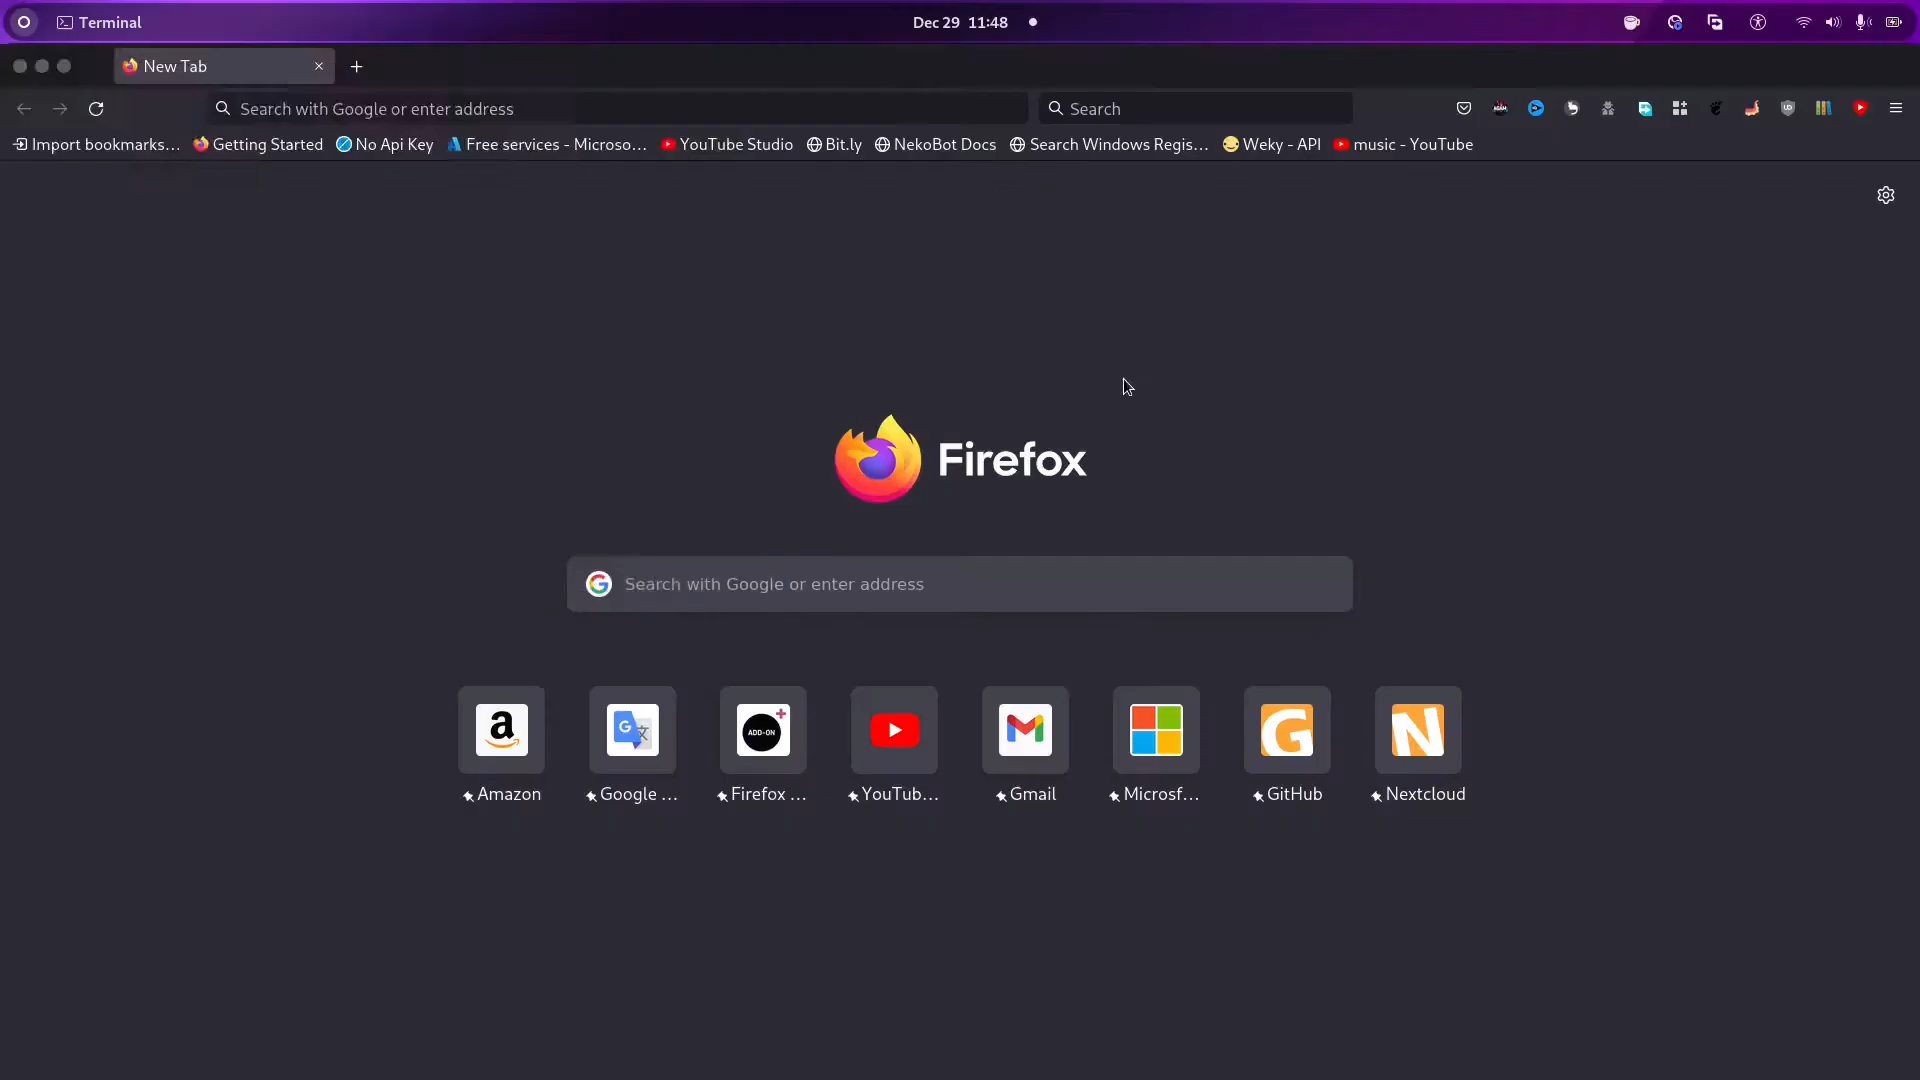 Terminal
Dec 29 11:48
New Tab
Search with Google or enter address
Search
Import bookmarks…
Getting Started
No Api Key
Free services - Microso…
YouTube Studio
Bit.ly
NekoBot Docs
Search Windows Regis…
Weky - API
music - YouTube
Firefox
Search with Google or enter address
a
G
ADD-ON
G
N
Amazon
Google …
Firefox …
YouTub…
Gmail
Microsf…
GitHub
Nextcloud